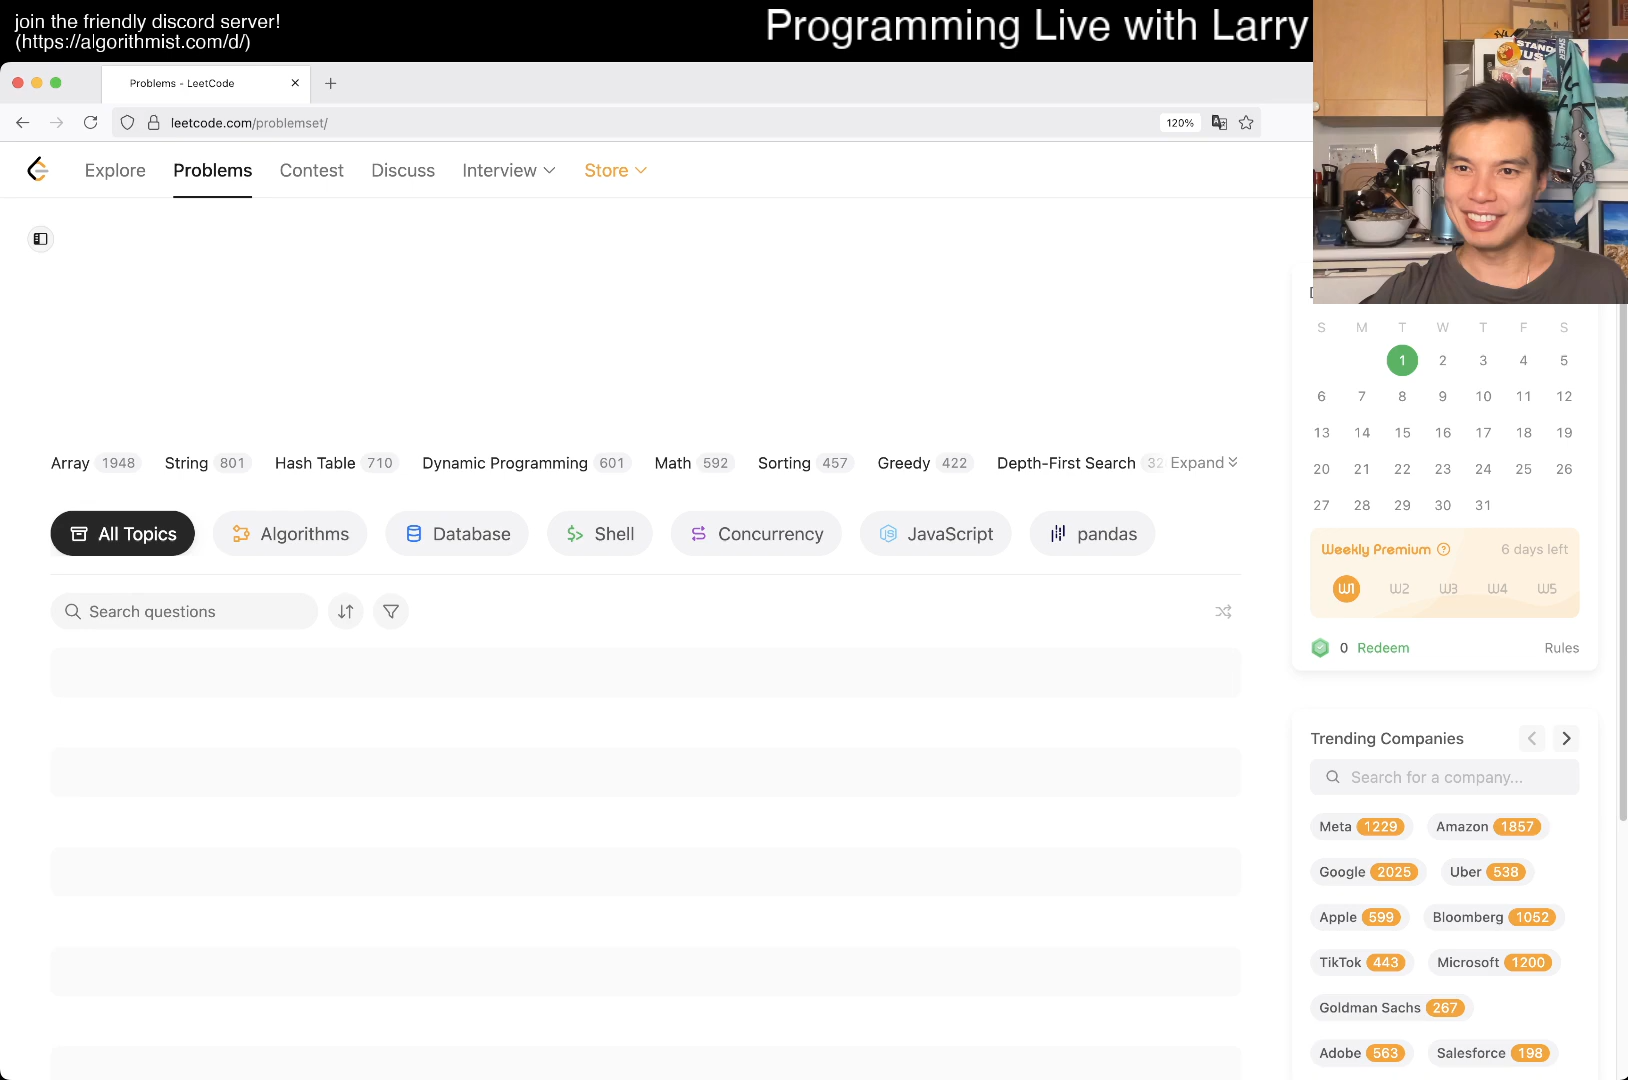 join the friendly discord server!
(https://algorithmist.com/d/)
Programming Live with Larry
Problems - LeetCode
leetcode.com/problemset/
120%
Explore Problems Contest Discuss Interview Store
S M T W T F S
1 2 3 4 5
6 7 8 9 10 11 12
13 14 15 16 17 18 19
20 21 22 23 24 25 26
27 28 29 30 31
Weekly Premium 6 days left
W1 W2 W3 W4 W5
0 Redeem Rules
Array 1948 String 801 Hash Table 710 Dynamic Programming 601 Math 592 Sorting 457 Greedy 422 Depth-First Search 32 Expand
All Topics Algorithms Database Shell Concurrency JavaScript pandas
Search questions
Trending Companies
Search for a company...
Meta 1229 Amazon 1857
Google 2025 Uber 538
Apple 599 Bloomberg 1052
TikTok 443 Microsoft 1200
Goldman Sachs 267
Adobe 563 Salesforce 198